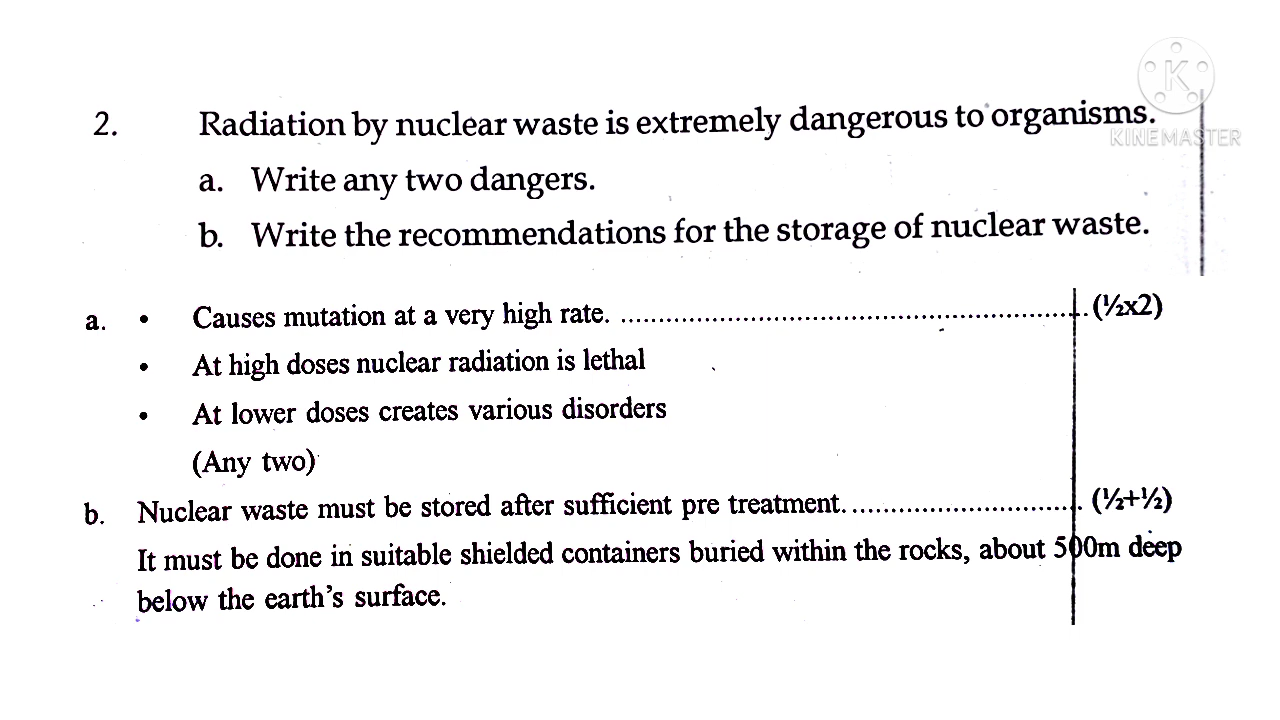 K
KINEMASTER
2. Radiation by nuclear waste is extremely dangerous to organisms.
a. Write any two dangers.
b. Write the recommendations for the storage of nuclear waste.
a. • Causes mutation at a very high rate. .............................................................. (½x2)
• At high doses nuclear radiation is lethal
• At lower doses creates various disorders
(Any two)
b. Nuclear waste must be stored after sufficient pre treatment................................ (½+½)
It must be done in suitable shielded containers buried within the rocks, about 500m deep
below the earth's surface.